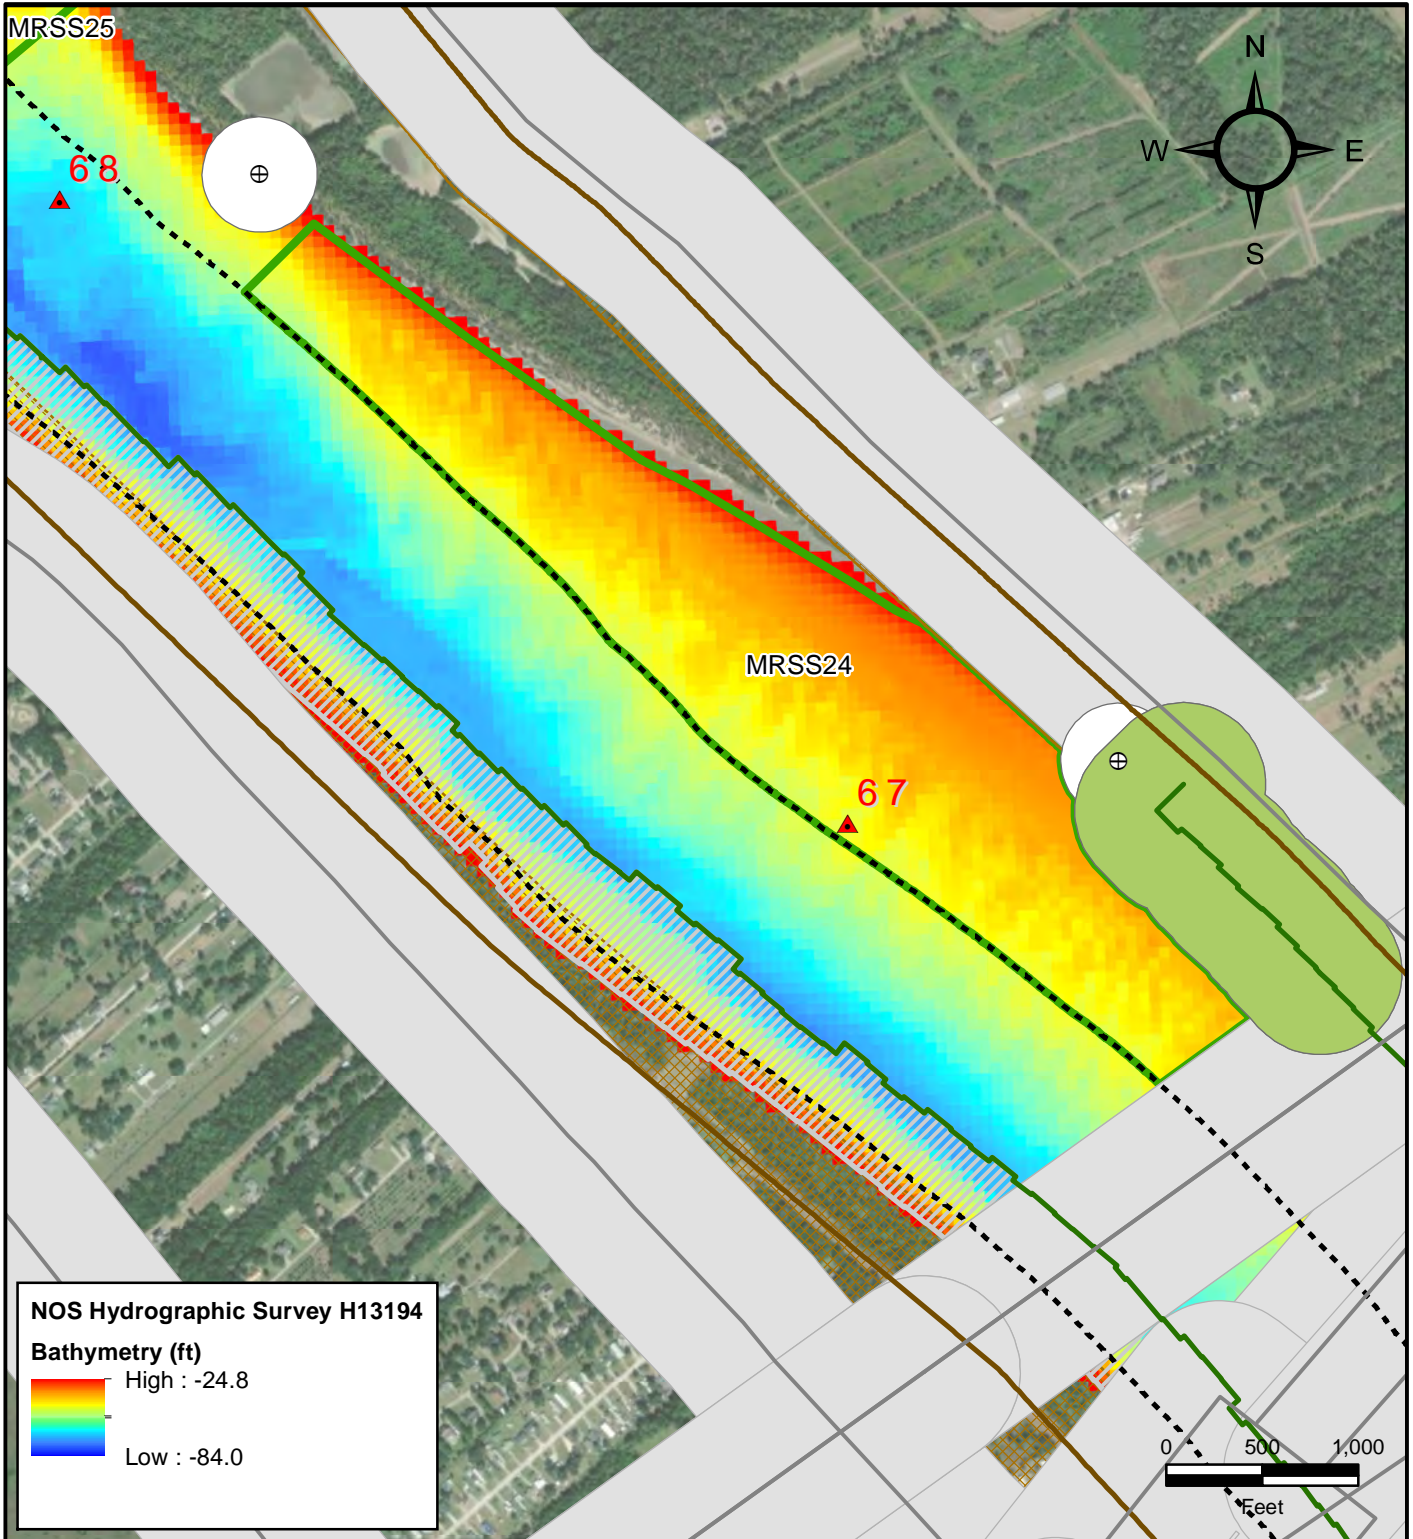 MRSS25
N
W
E
S
68
MRSS24
67
NOS Hydrographic Survey H13194
Bathymetry (ft)
High : -24.8
Low : -84.0
0 500 1,000
Feet